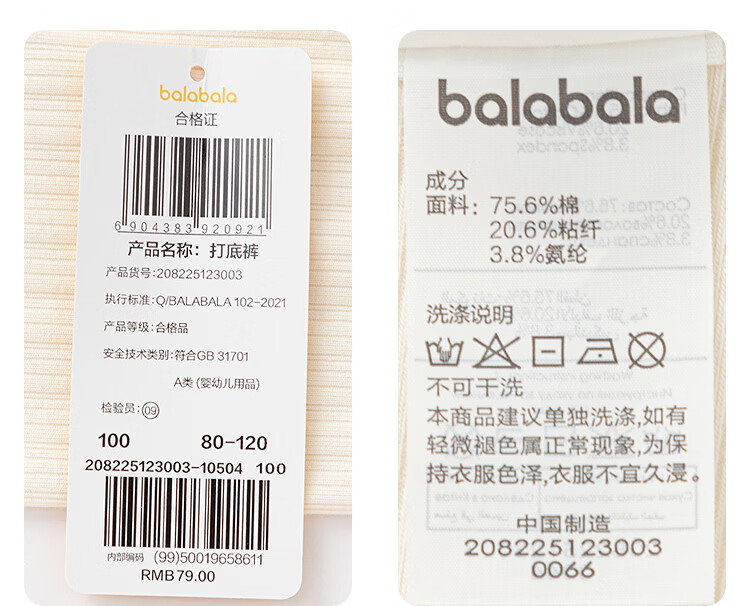 balabala
合格证
6904383920921
产品名称：打底裤
产品货号:208225123003
执行标准:Q/BALABALA 102-2021
产品等级:合格品
安全技术类别:符合GB 31701
A类 (婴幼儿用品)
检验员:09
100 80-120
208225123003-10504 100
内部编码 (99)50019658611
RMB79.00
balabala
成分
面料: 75.6%棉
20.6%粘纤
3.8%氨纶
洗涤说明
不可干洗
本商品建议单独洗涤,如有
轻微褪色属正常现象,为保
持衣服色泽,衣服不宜久浸。
中国制造
208225123003
0066